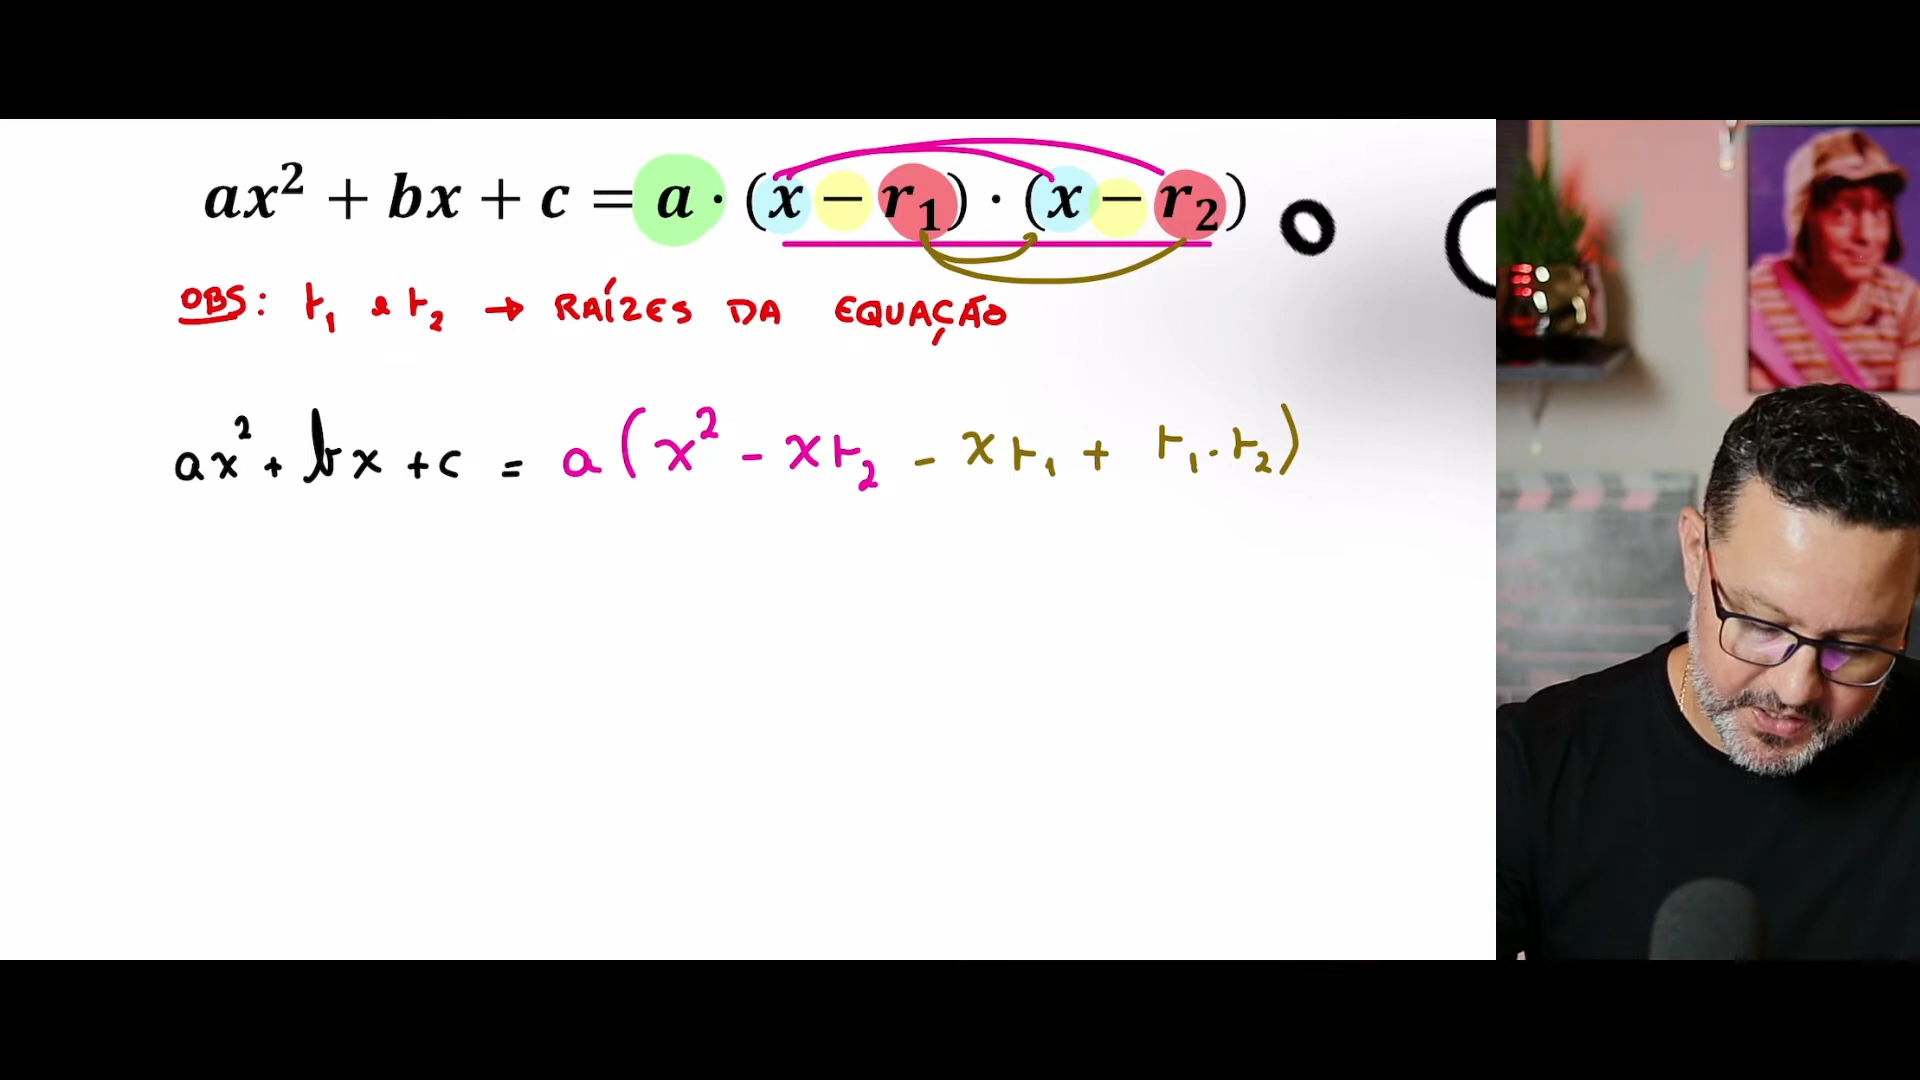 ax² + bx + c = a · (x − r₁) · (x − r₂)
OBS: r₁ e r₂ → RAÍZES DA EQUAÇÃO
ax² + bx + c = a(x² - xr₂ - xr₁ + r₁.r₂)